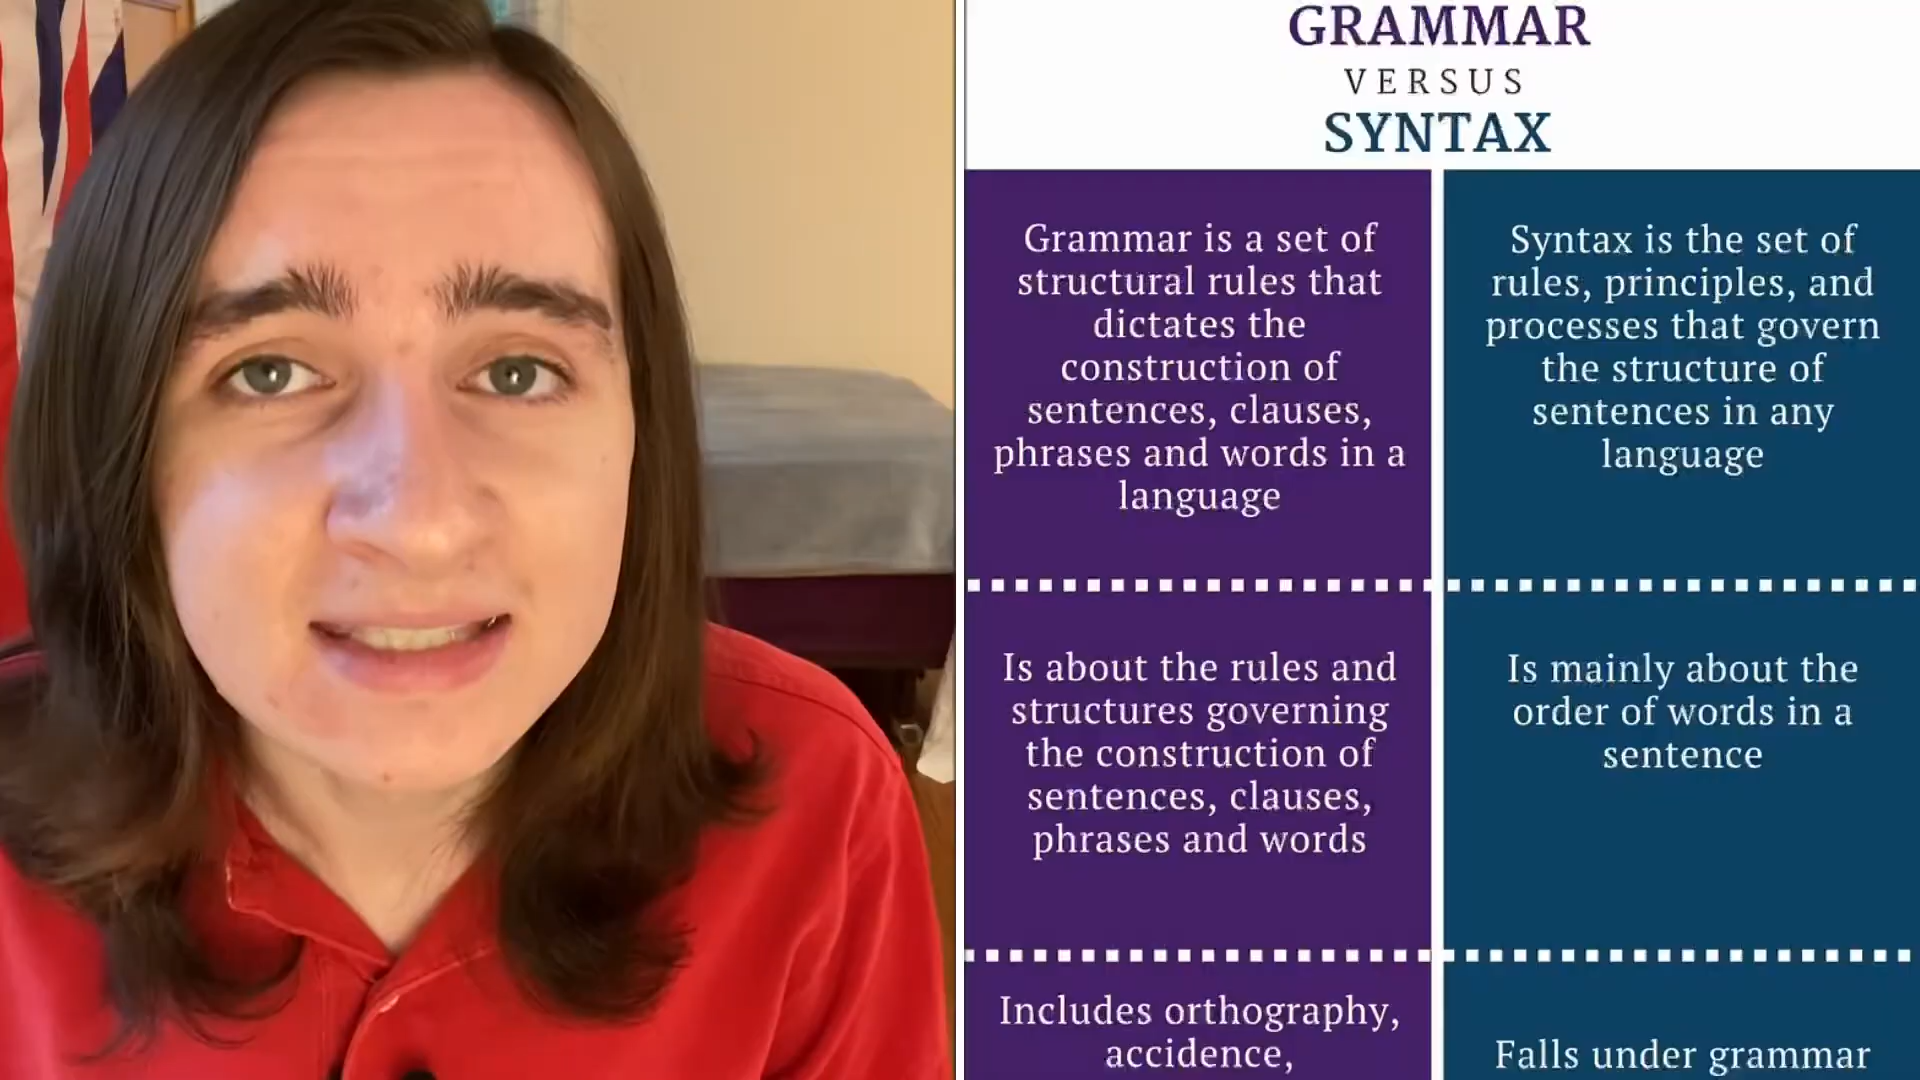 GRAMMAR
VERSUS
SYNTAX
Grammar is a set of
structural rules that
dictates the
construction of
sentences, clauses,
phrases and words in a
language
Syntax is the set of
rules, principles, and
processes that govern
the structure of
sentences in any
language
Is about the rules and
structures governing
the construction of
sentences, clauses,
phrases and words
Is mainly about the
order of words in a
sentence
Includes orthography,
accidence,
Falls under grammar